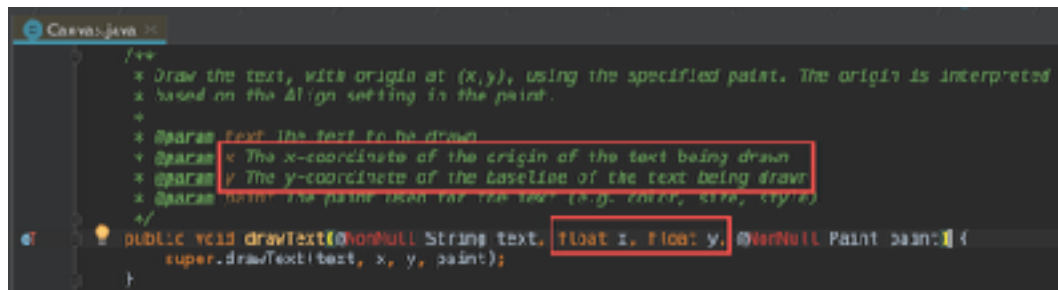 Canvas.java
/**
* Draw the text, with origin at (x,y), using the specified paint. The origin is interpreted
* based on the Align setting in the paint.
*
* @param text The text to be drawn
* @param x The x-coordinate of the origin of the text being drawn
* @param y The y-coordinate of the baseline of the text being drawn
* @param paint The paint used for the text (e.g. color, size, style)
*/
public void drawText(@NonNull String text, float x, float y, @NonNull Paint paint) {
super.drawText(text, x, y, paint);
}